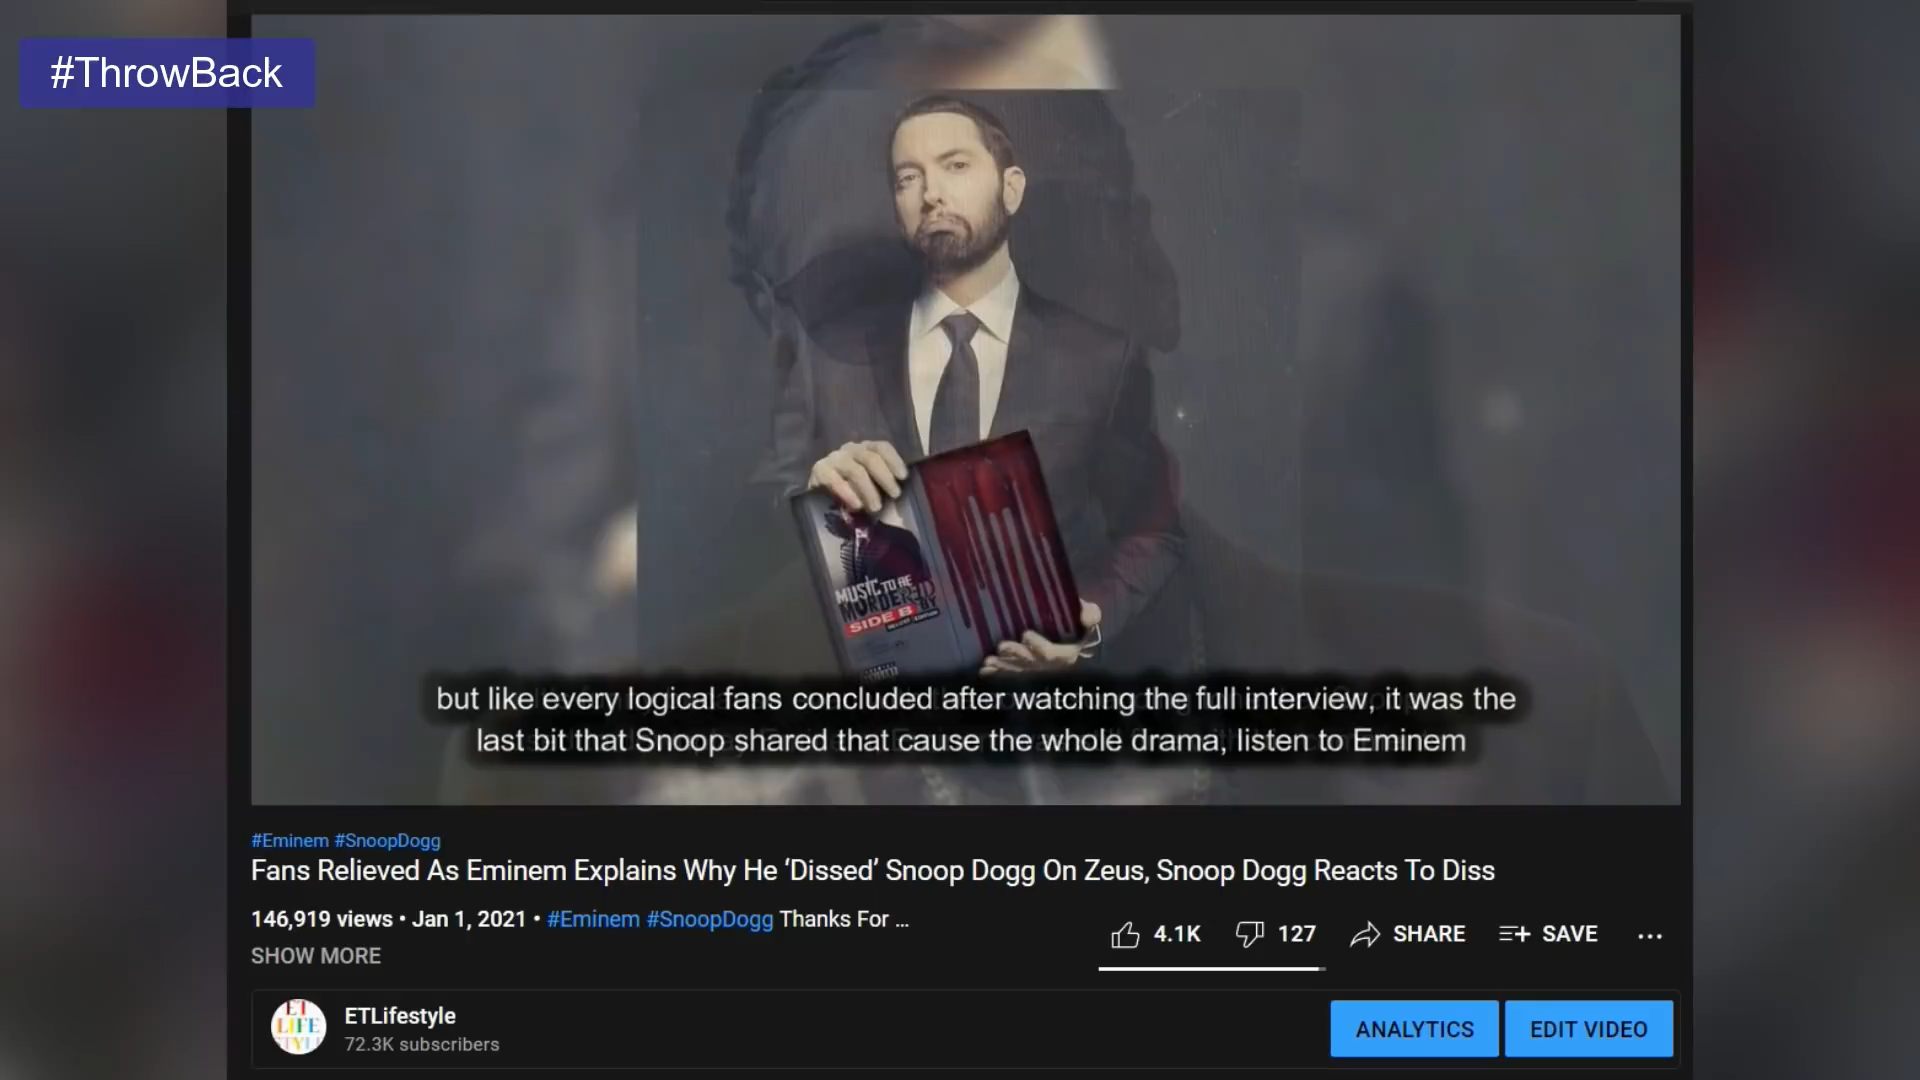 #ThrowBack
MUSIC TO BE
MURDERED
BY
SIDE B
but like every logical fans concluded after watching the full interview, it was the
last bit that Snoop shared that cause the whole drama, listen to Eminem
#Eminem #SnoopDogg
Fans Relieved As Eminem Explains Why He ‘Dissed’ Snoop Dogg On Zeus, Snoop Dogg Reacts To Diss
146,919 views • Jan 1, 2021 • #Eminem #SnoopDogg Thanks For ...
4.1K 127 SHARE SAVE
SHOW MORE
ET
LIFE
STYLE
ETLifestyle
72.3K subscribers
ANALYTICS EDIT VIDEO